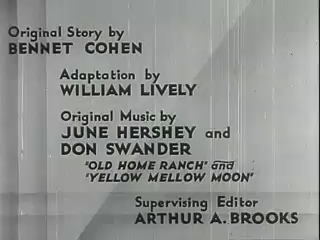 Original Story by
BENNET COHEN
Adaptation by
WILLIAM LIVELY
Original Music by
JUNE HERSHEY and
DON SWANDER
"OLD HOME RANCH" and
"YELLOW MELLOW MOON"
Supervising Editor
ARTHUR A. BROOKS